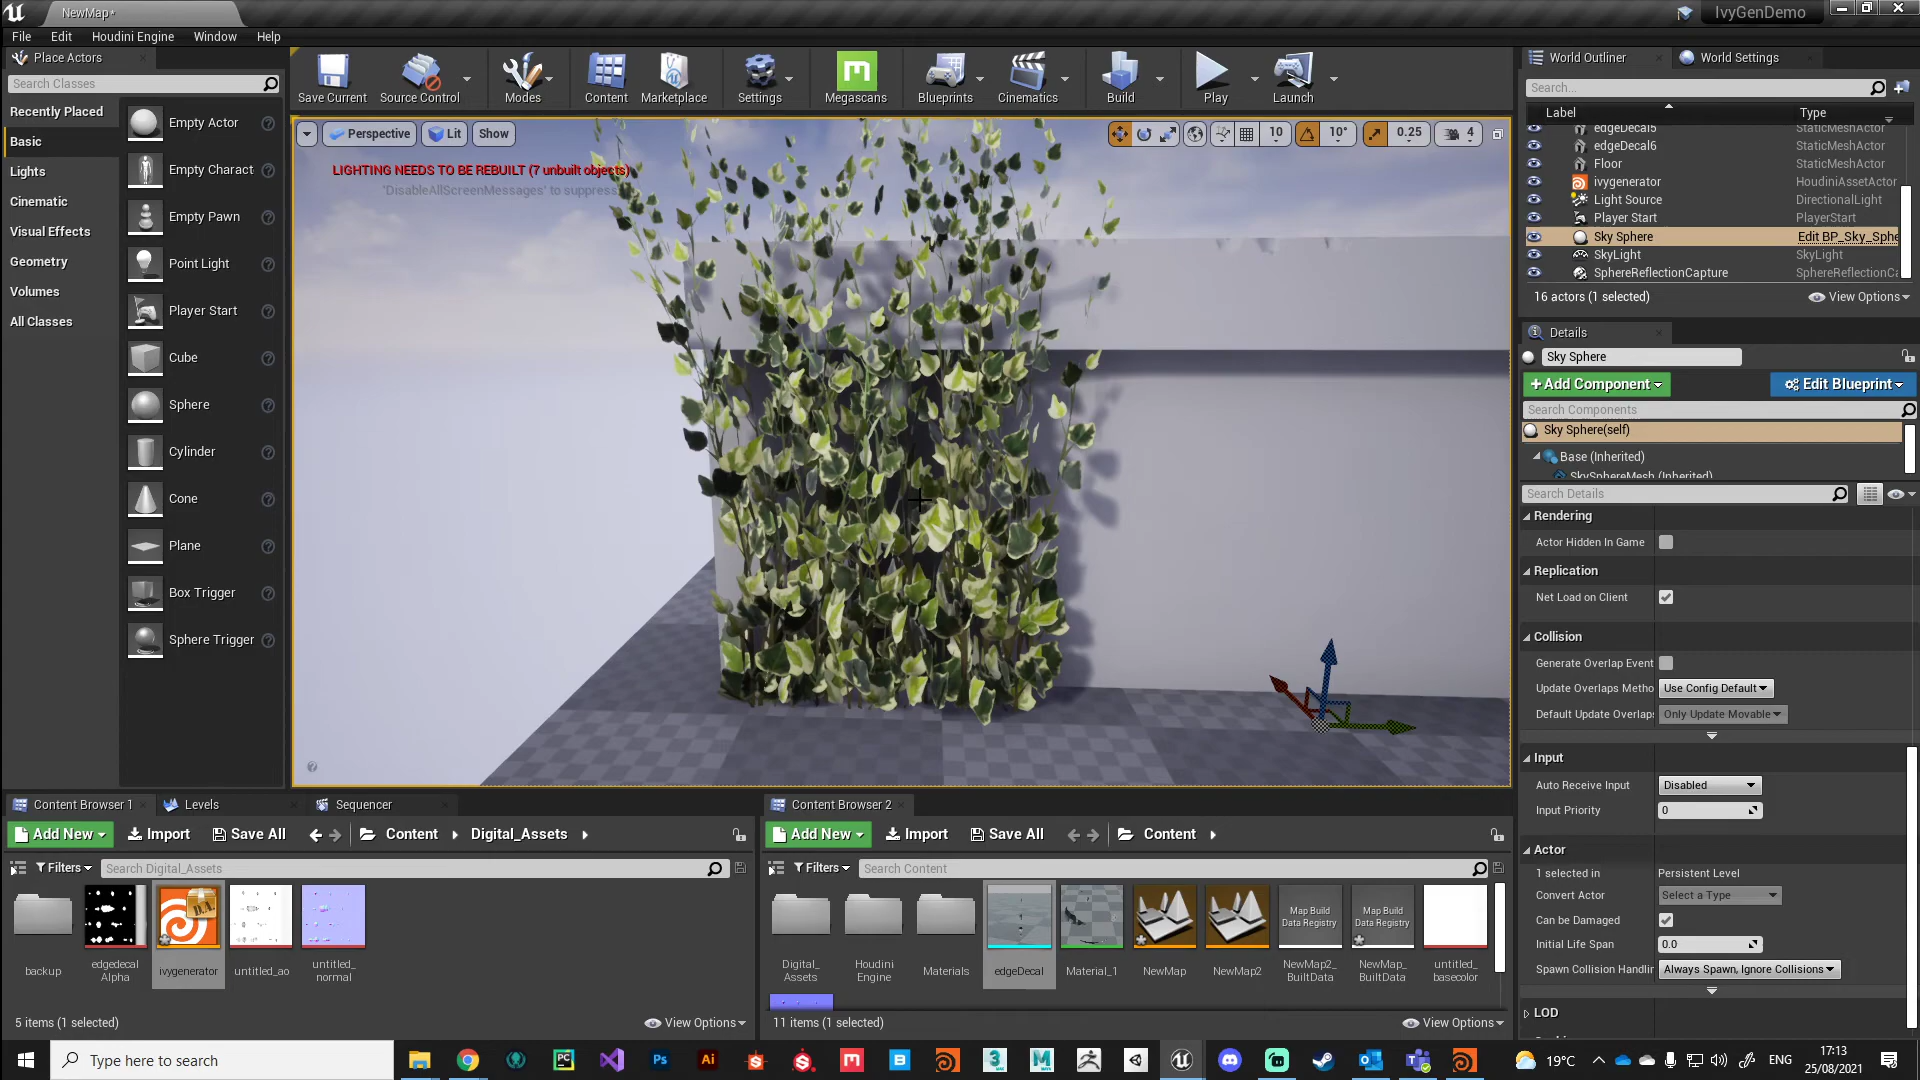 NewMap*
IvyGenDemo
File Edit Houdini Engine Window Help
Place Actors
Search Classes
Recently Placed
Basic
Lights
Cinematic
Visual Effects
Geometry
Volumes
All Classes
Empty Actor
Empty Charact
Empty Pawn
Point Light
Player Start
Cube
Sphere
Cylinder
Cone
Plane
Box Trigger
Sphere Trigger
Save Current
Source Control
Modes
Content
Marketplace
Settings
Megascans
Blueprints
Cinematics
Build
Play
Launch
Perspective Lit Show
10 10° 0.25 4
LIGHTING NEEDS TO BE REBUILT (7 unbuilt objects)
'DisableAllScreenMessages' to suppress
World Outliner World Settings
Search...
Label Type
edgeDecal5 StaticMeshActor
edgeDecal6 StaticMeshActor
Floor StaticMeshActor
ivygenerator HoudiniAssetActor
Light Source DirectionalLight
Player Start PlayerStart
Sky Sphere Edit BP_Sky_Sphe
SkyLight SkyLight
SphereReflectionCapture SphereReflectionCa
16 actors (1 selected) View Options
Details
Sky Sphere
+Add Component Edit Blueprint
Search Components
Sky Sphere(self)
Base (Inherited)
SkySphereMesh (Inherited)
Search Details
Rendering
Actor Hidden In Game
Replication
Net Load on Client
Collision
Generate Overlap Event
Update Overlaps Metho Use Config Default
Default Update Overlaps Only Update Movable
Input
Auto Receive Input Disabled
Input Priority 0
Actor
1 selected in Persistent Level
Convert Actor Select a Type
Can be Damaged
Initial Life Span 0.0
Spawn Collision Handlin Always Spawn, Ignore Collisions
LOD
Content Browser 1 Levels Sequencer
Add New Import Save All Content Digital_Assets
Filters Search Digital_Assets
backup
edgedecal
Alpha
ivygenerator
untitled_ao
untitled_
normal
5 items (1 selected) View Options
Content Browser 2
Add New Import Save All Content
Filters Search Content
Digital_
Assets
Houdini
Engine
Materials
edgeDecal
Material_1
NewMap
NewMap2
Map Build
Data Registry
NewMap2_
BuiltData
Map Build
Data Registry
NewMap_
BuiltData
untitled_
basecolor
11 items (1 selected) View Options
Type here to search
PC
Ps
Ai
19°C
ENG
17:13
25/08/2021